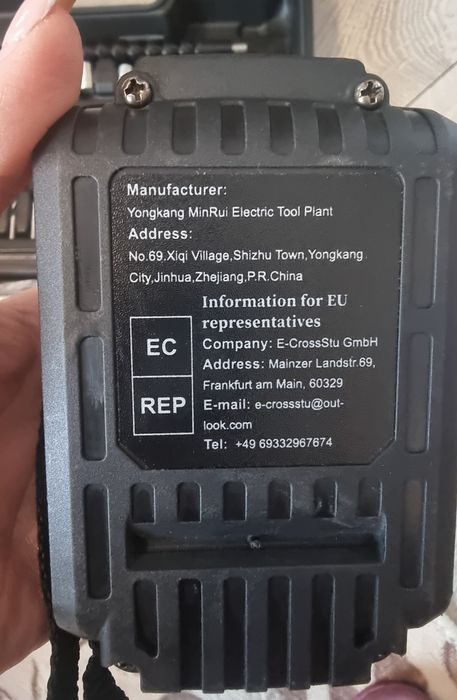 Manufacturer:
Yongkang MinRui Electric Tool Plant
Address:
No.69.Xiqi Village,Shizhu Town,Yongkang
City,Jinhua,Zhejiang,P.R.China
Information for EU
representatives
EC
REP
Company: E-CrossStu GmbH
Address: Mainzer Landstr.69,
Frankfurt am Main, 60329
E-mail: e-crossstu@out-
look.com
Tel: +49 69332967674